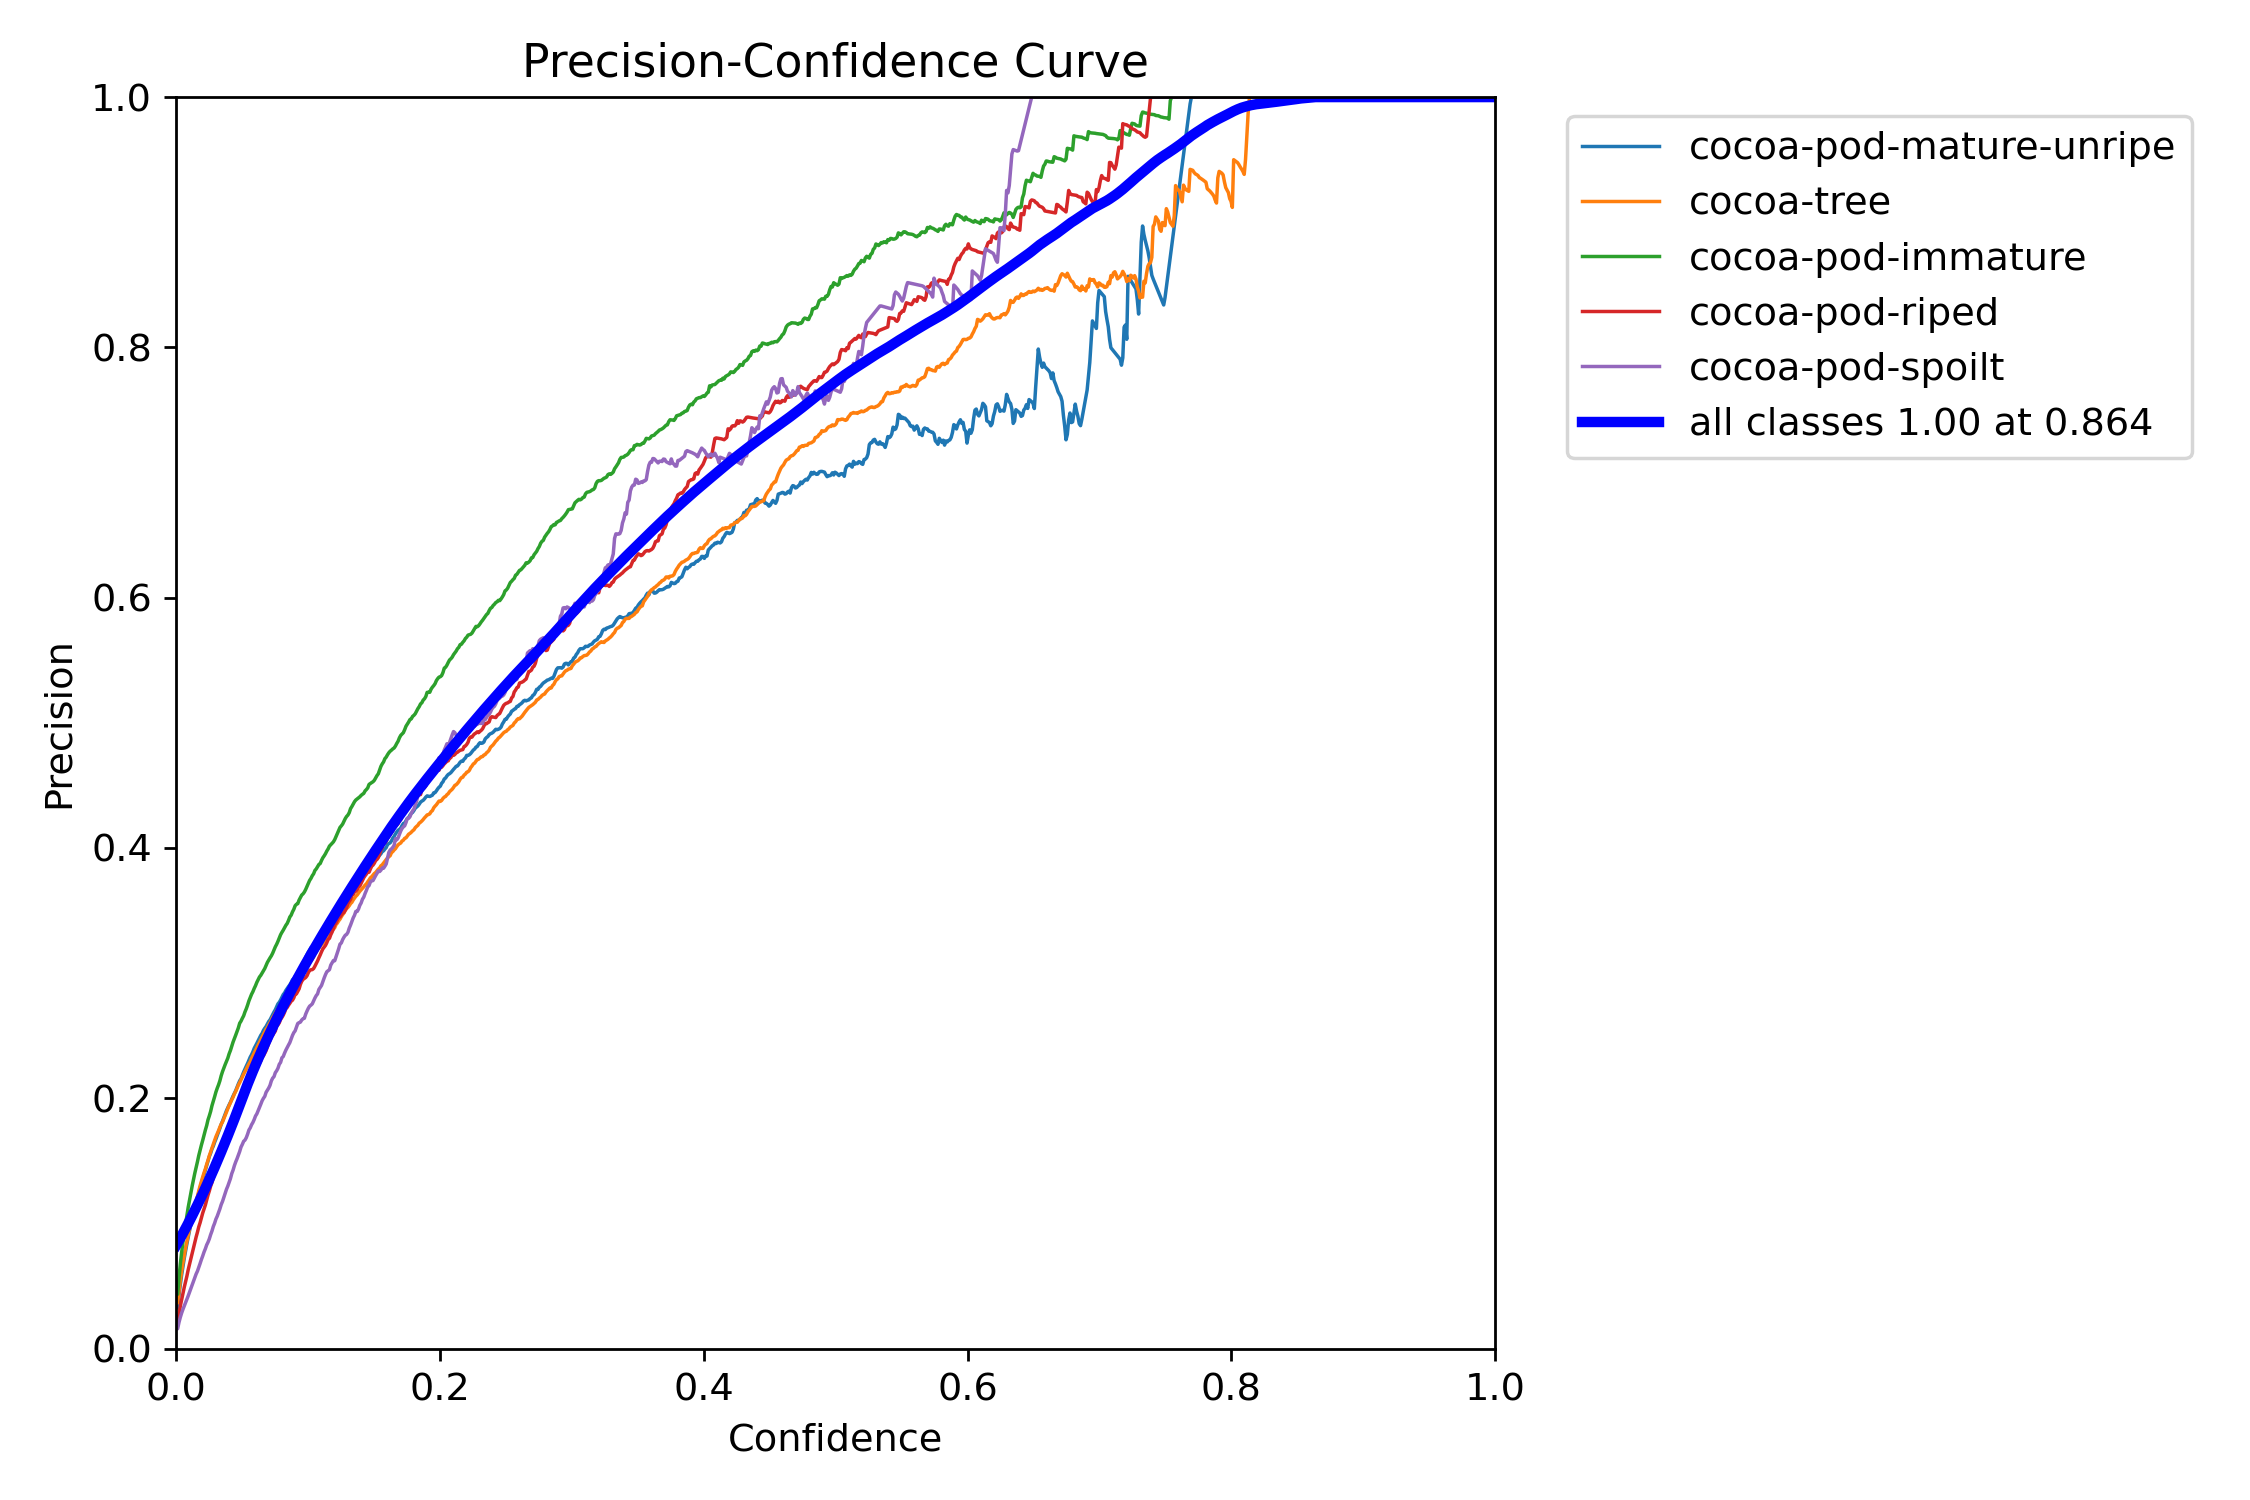 Precision-Confidence Curve
1.0
0.8
0.6
0.4
0.2
0.0
Precision
0.0 0.2 0.4 0.6 0.8 1.0
Confidence
cocoa-pod-mature-unripe
cocoa-tree
cocoa-pod-immature
cocoa-pod-riped
cocoa-pod-spoilt
all classes 1.00 at 0.864